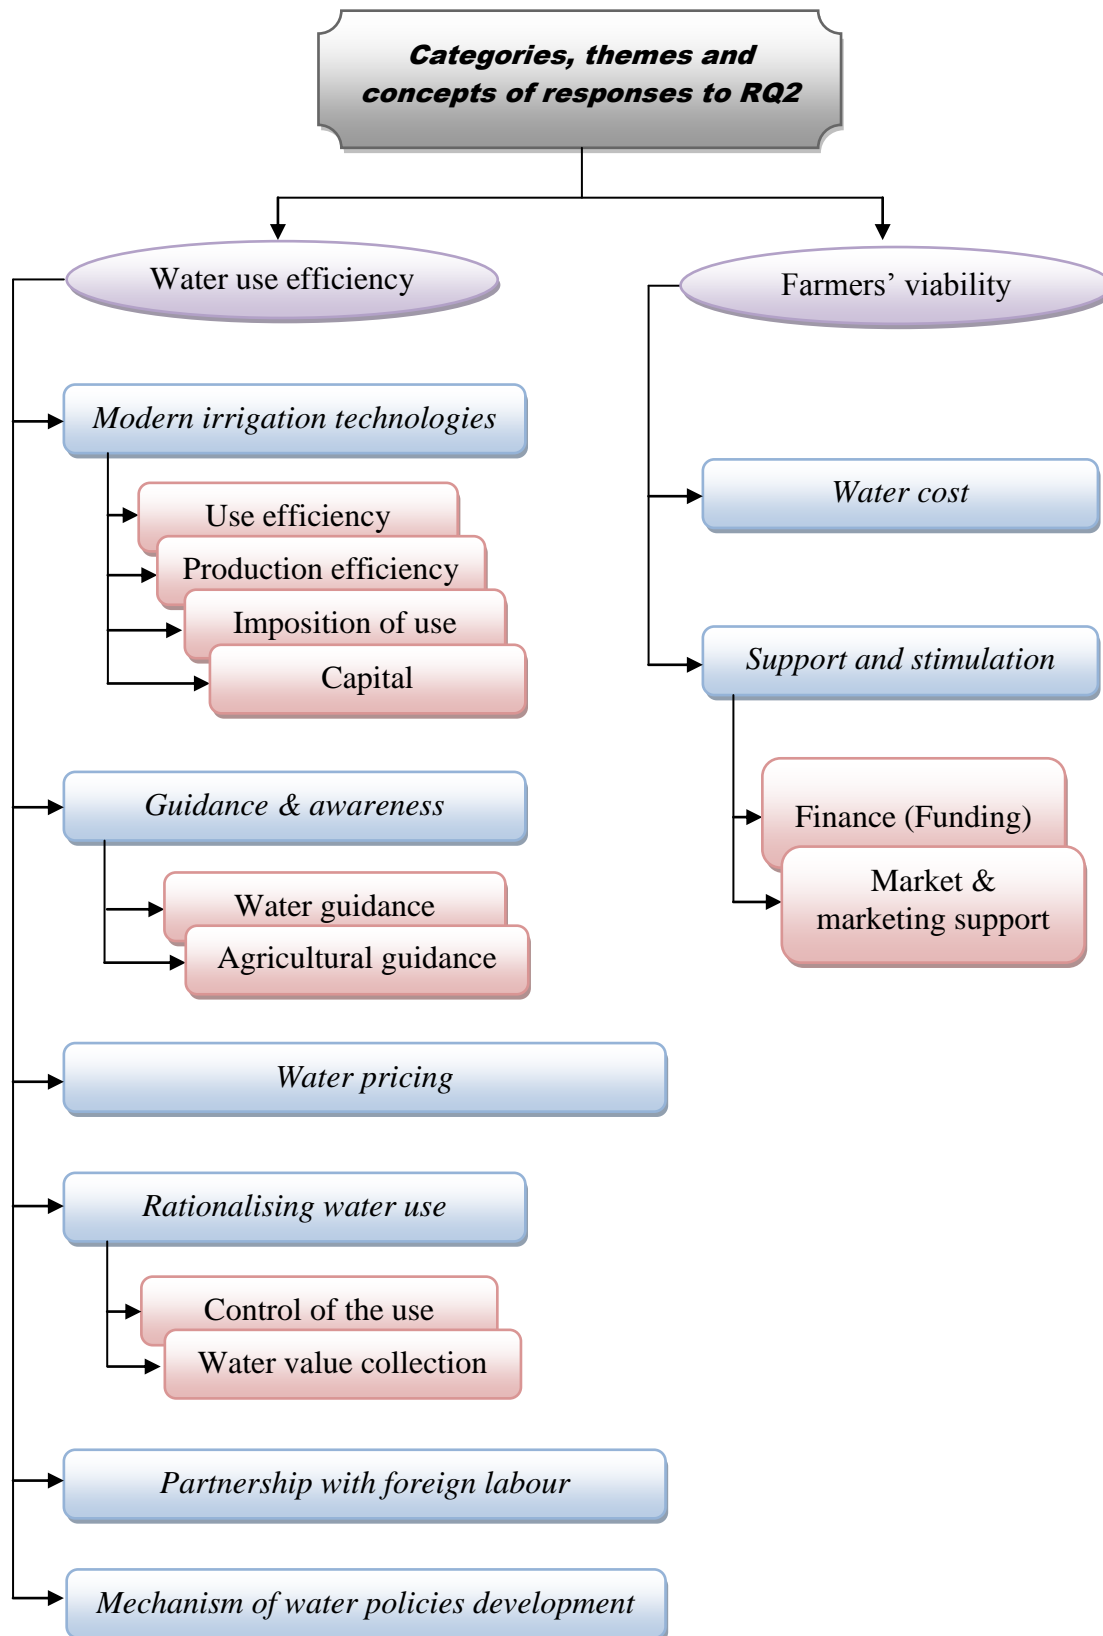 Categories, themes and
concepts of responses to RQ2
Water use efficiency
Farmers’ viability
Modern irrigation technologies
Use efficiency
Production efficiency
Imposition of use
Capital
Guidance & awareness
Water guidance
Agricultural guidance
Water pricing
Rationalising water use
Control of the use
Water value collection
Partnership with foreign labour
Mechanism of water policies development
Water cost
Support and stimulation
Finance (Funding)
Market &
marketing support